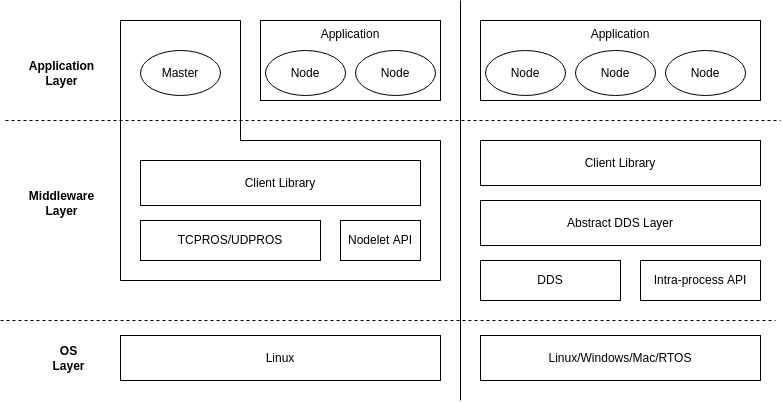 Application
Layer
Master
Application
Node
Node
Application
Node
Node
Node
Middleware
Layer
Client Library
TCPROS/UDPROS
Nodelet API
Client Library
Abstract DDS Layer
DDS
Intra-process API
OS
Layer
Linux
Linux/Windows/Mac/RTOS